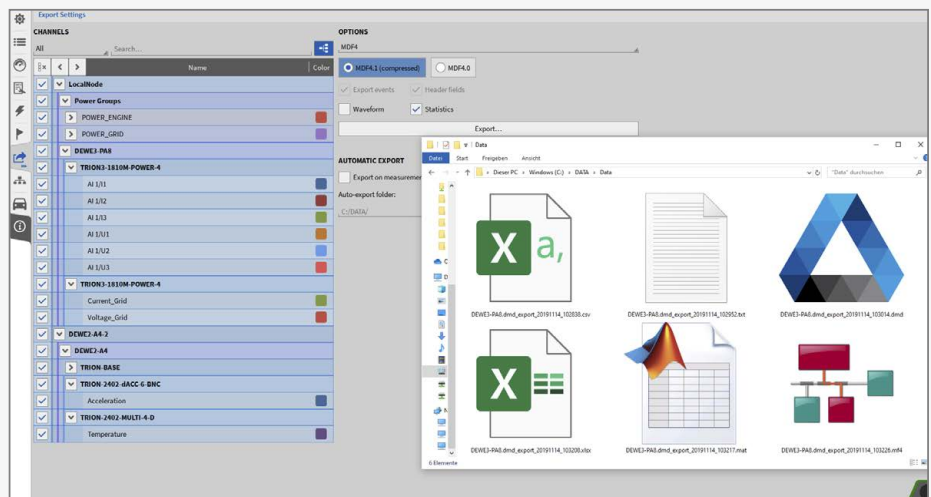 Export Settings
CHANNELS
All
Search...
Name
Color
LocalNode
Power Groups
POWER_ENGINE
POWER_GRID
DEWE3-PA8
TRION3-1810M-POWER-4
AI 1/I1
AI 1/I2
AI 1/I3
AI 1/U1
AI 1/U2
AI 1/U3
TRION3-1810M-POWER-4
Current_Grid
Voltage_Grid
DEWE2-A4-2
DEWE2-A4
TRION-BASE
TRION-2402-dACC-6-BNC
Acceleration
TRION-2402-MULTI-4-D
Temperature
OPTIONS
MDF4
MDF4.1 (compressed)
MDF4.0
Export events
Header fields
Waveform
Statistics
Export...
AUTOMATIC EXPORT
Export on measuremen
Auto-export folder:
C:/DATA/
Data
Datei
Start
Freigeben
Ansicht
Dieser PC > Windows (C:) > DATA > Data
"Data" durchsuchen
X a,
DEWE3-PA8.dmd_export_20191114_102838.csv
DEWE3-PA8.dmd_export_20191114_102952.txt
DEWE3-PA8.dmd_export_20191114_103014.dmd
X
DEWE3-PA8.dmd_export_20191114_103208.xlsx
DEWE3-PA8.dmd_export_20191114_103217.mat
DEWE3-PA8.dmd_export_20191114_103226.mf4
6 Elemente